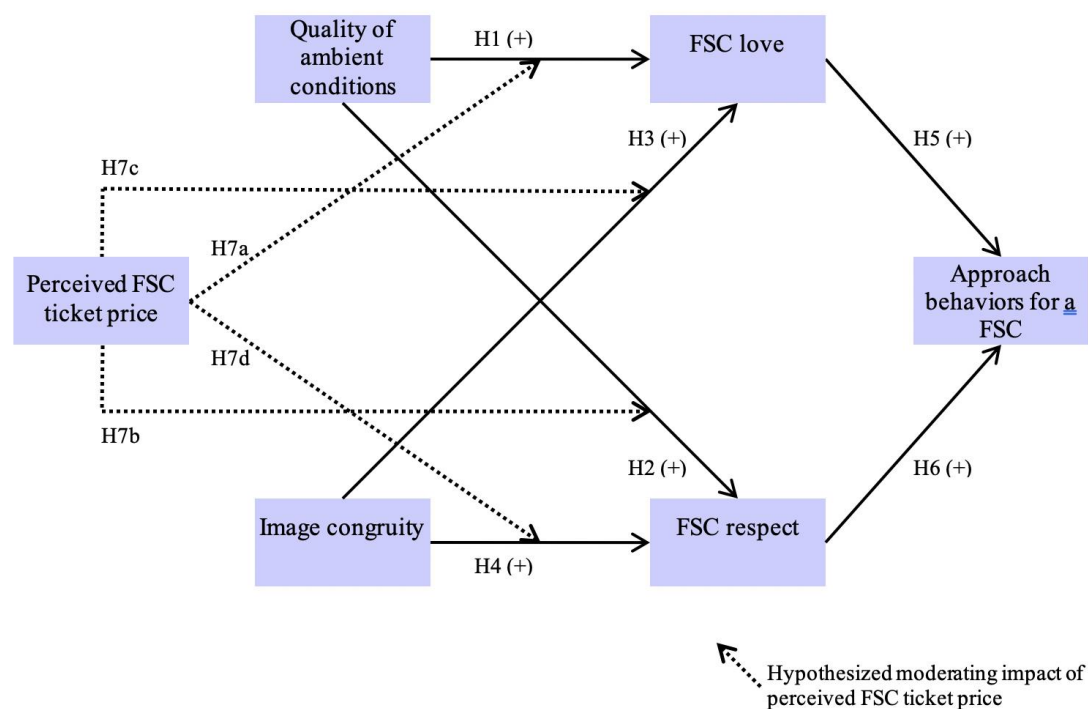 Quality of
ambient
conditions
H1 (+)
FSC love
H3 (+)
H5 (+)
H7c
H7a
Perceived FSC
ticket price
Approach
behaviors for a
FSC
H7d
H7b
H2 (+)
H6 (+)
Image congruity
FSC respect
H4 (+)
Hypothesized moderating impact of
perceived FSC ticket price